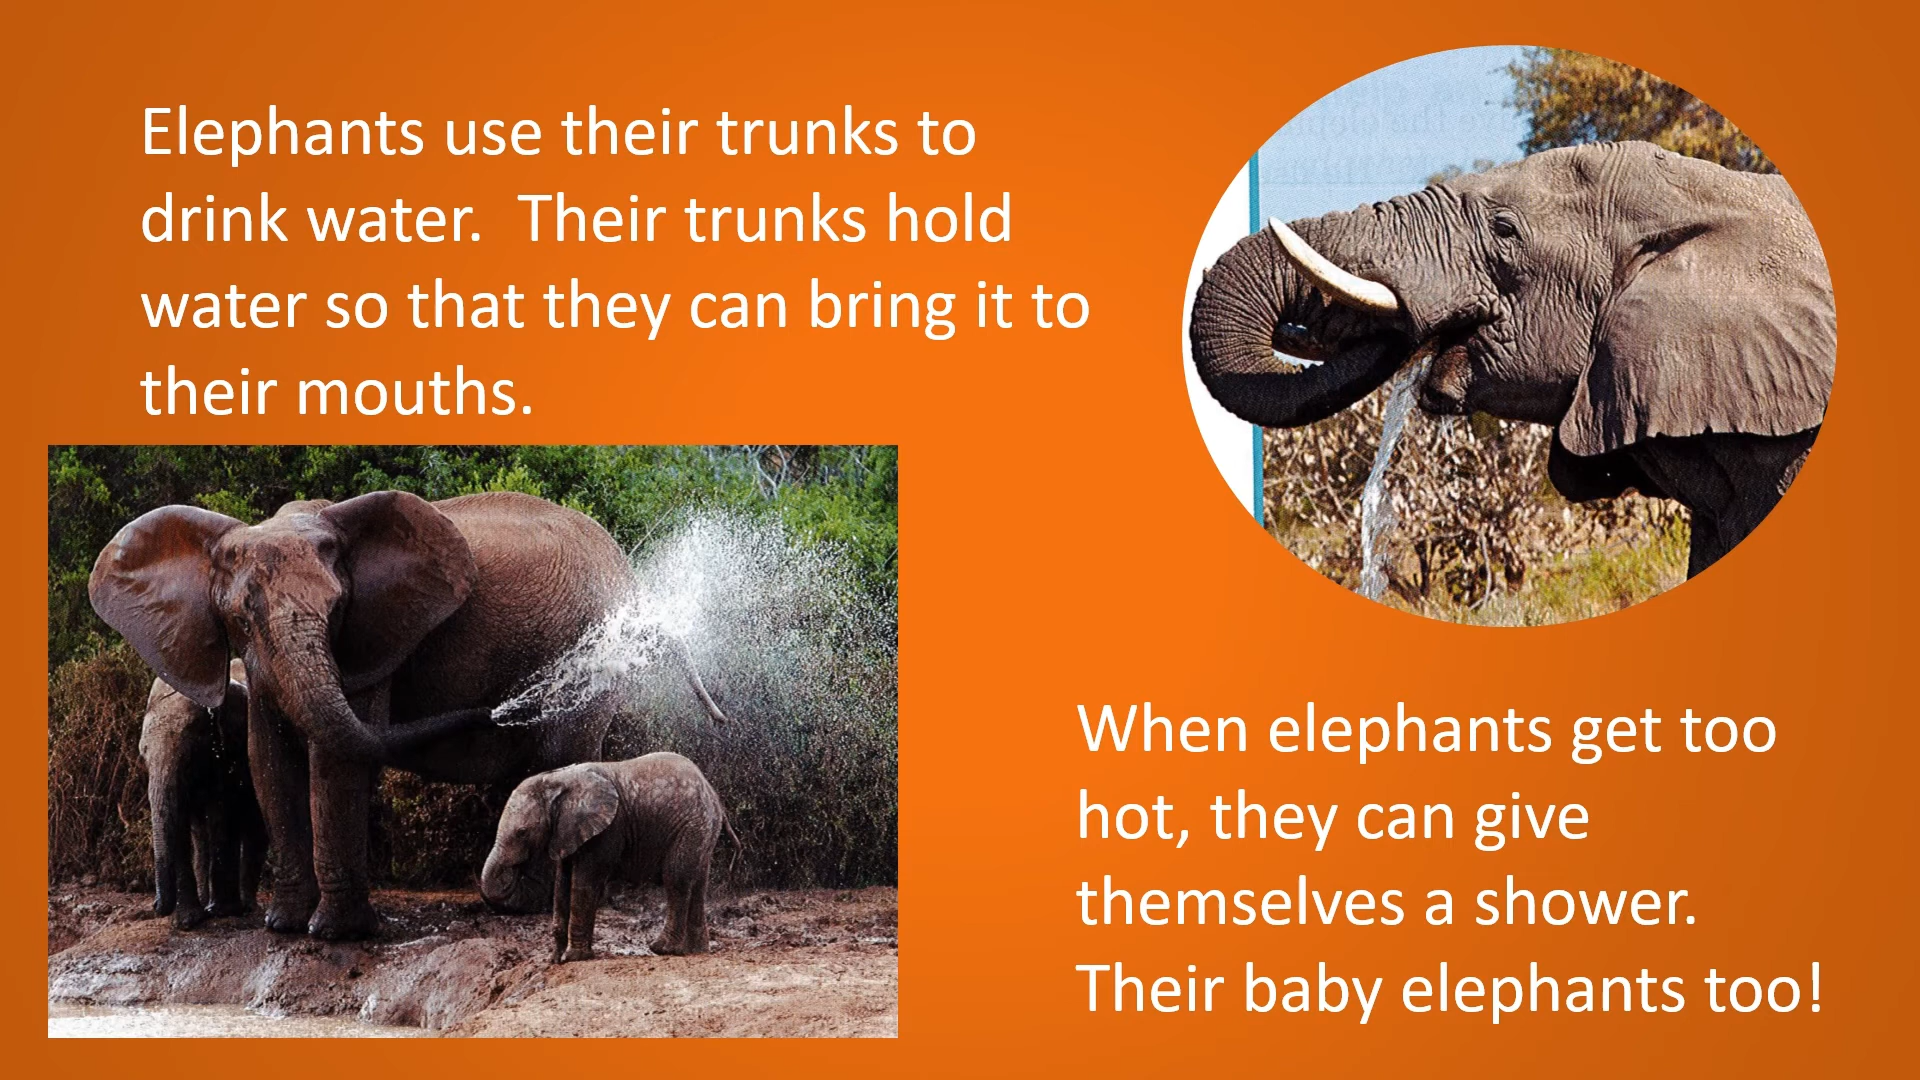 Elephants use their trunks to
drink water.  Their trunks hold
water so that they can bring it to
their mouths.
When elephants get too
hot, they can give
themselves a shower.
Their baby elephants too!